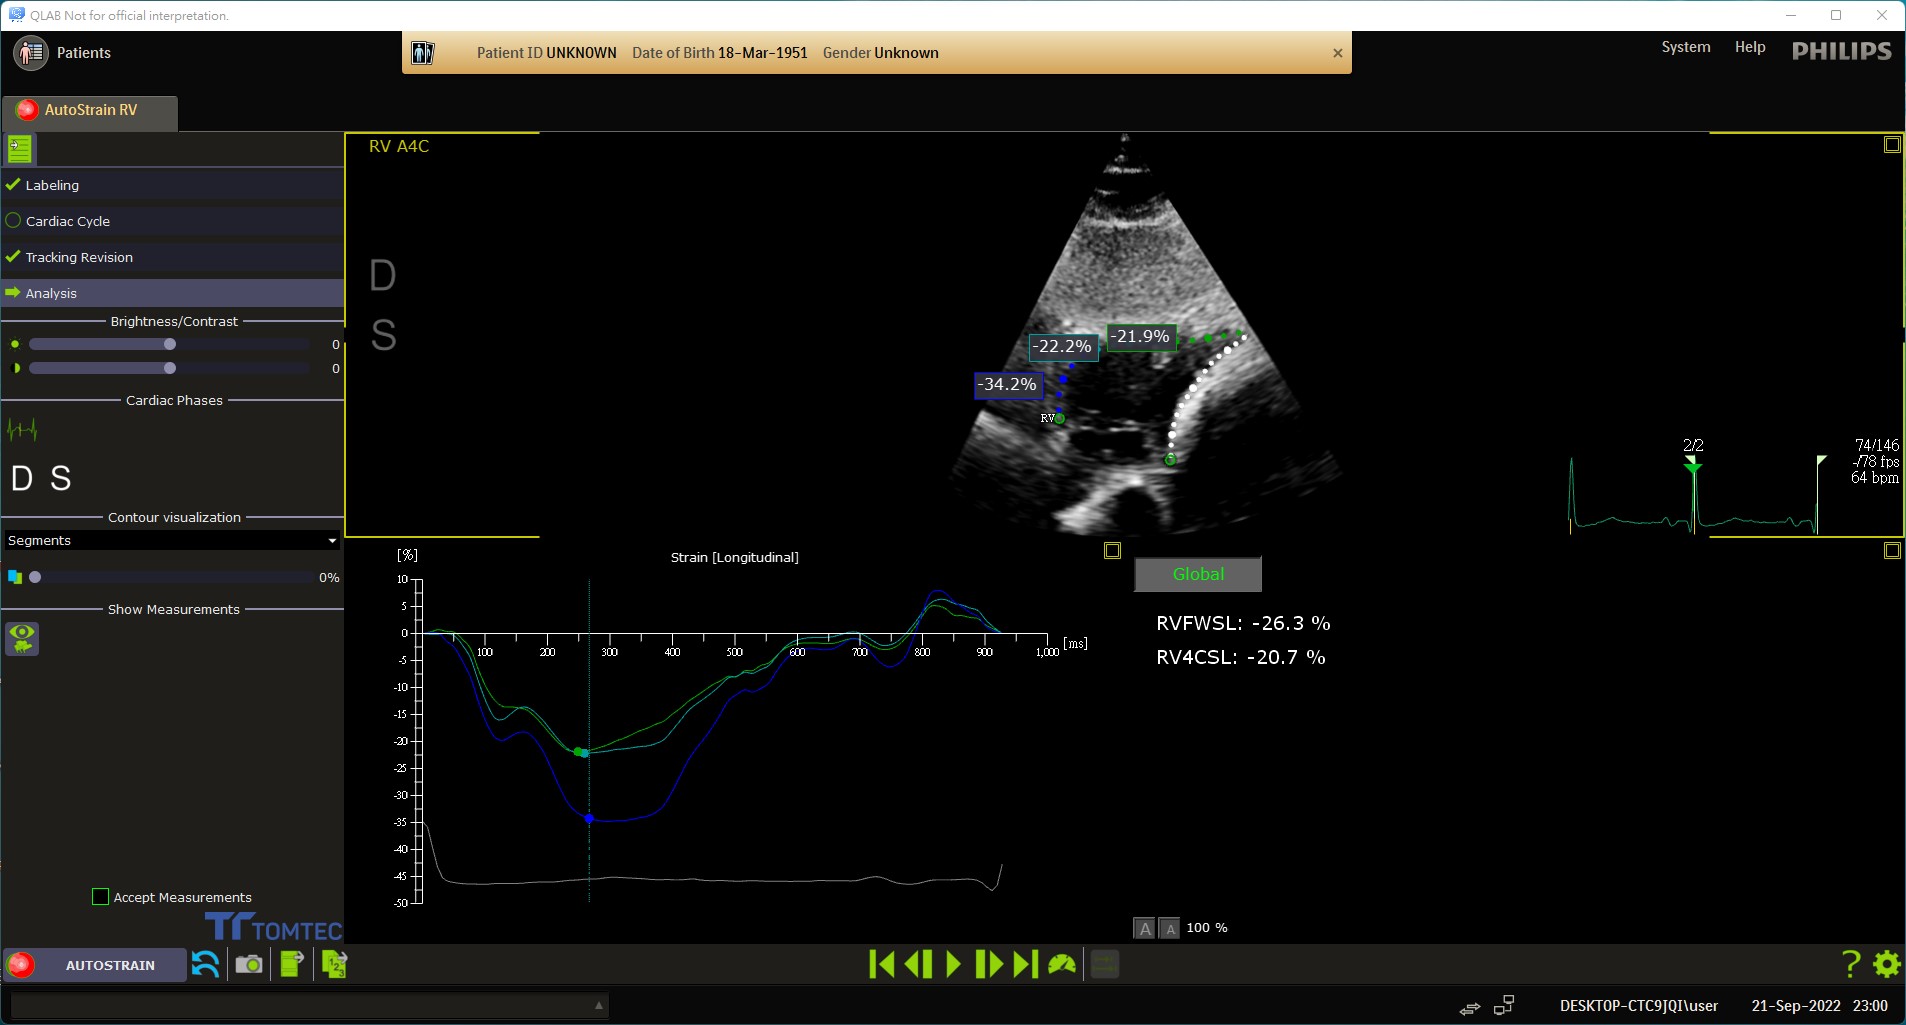 QLAB Not for official interpretation.
Patients
Patient ID UNKNOWN Date of Birth 18-Mar-1951 Gender Unknown
System Help PHILIPS
AutoStrain RV
Labeling
Cardiac Cycle
Tracking Revision
Analysis
Brightness/Contrast
0
0
Cardiac Phases
D S
Contour visualization
Segments
0%
Show Measurements
Accept Measurements
TOMTEC
RV A4C
D
S
-21.9%
-22.2%
-34.2%
RV
2/2
74/146
-/78 fps
64 bpm
[%]
Strain [Longitudinal]
10
5
0
-5
-10
-15
-20
-25
-30
-35
-40
-45
-50
100 200 300 400 500 600 700 800 900 1,000 [ms]
Global
RVFWSL: -26.3 %
RV4CSL: -20.7 %
A A 100 %
AUTOSTRAIN
1 2 3
?
DESKTOP-CTC9JQI\user 21-Sep-2022 23:00